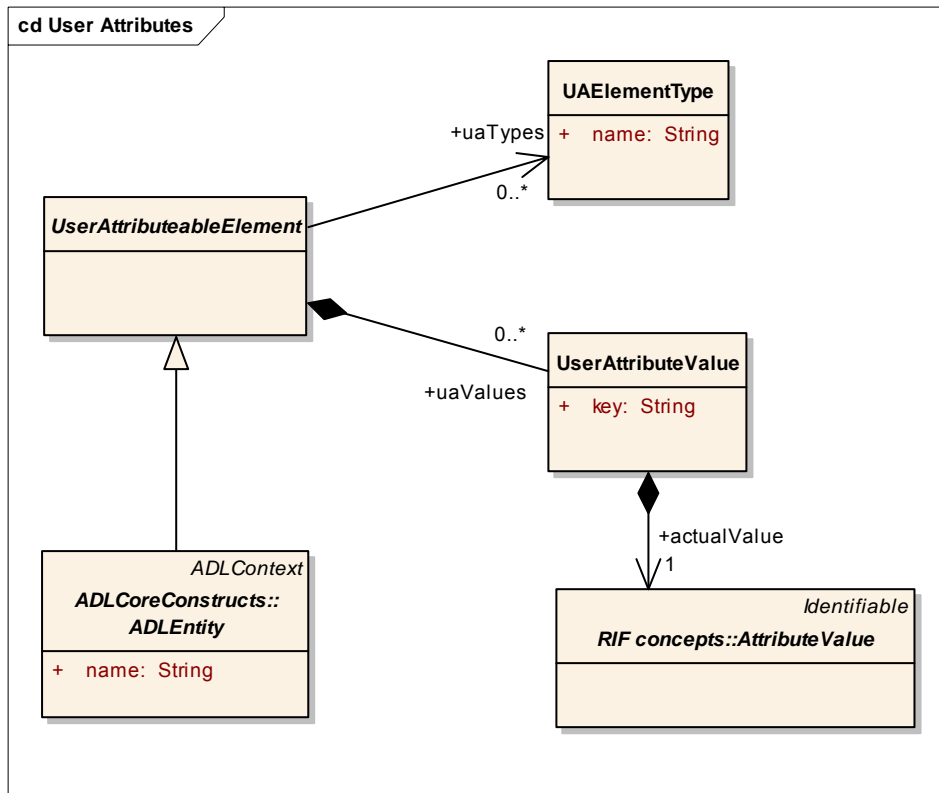 cd User Attributes
UAElementType
+ name: String
+uaTypes
0..*
UserAttributeableElement
0..*
+uaValues
UserAttributeValue
+ key: String
+actualValue
1
ADLContext
ADLCoreConstructs::
ADLEntity
+ name: String
Identifiable
RIF concepts::AttributeValue